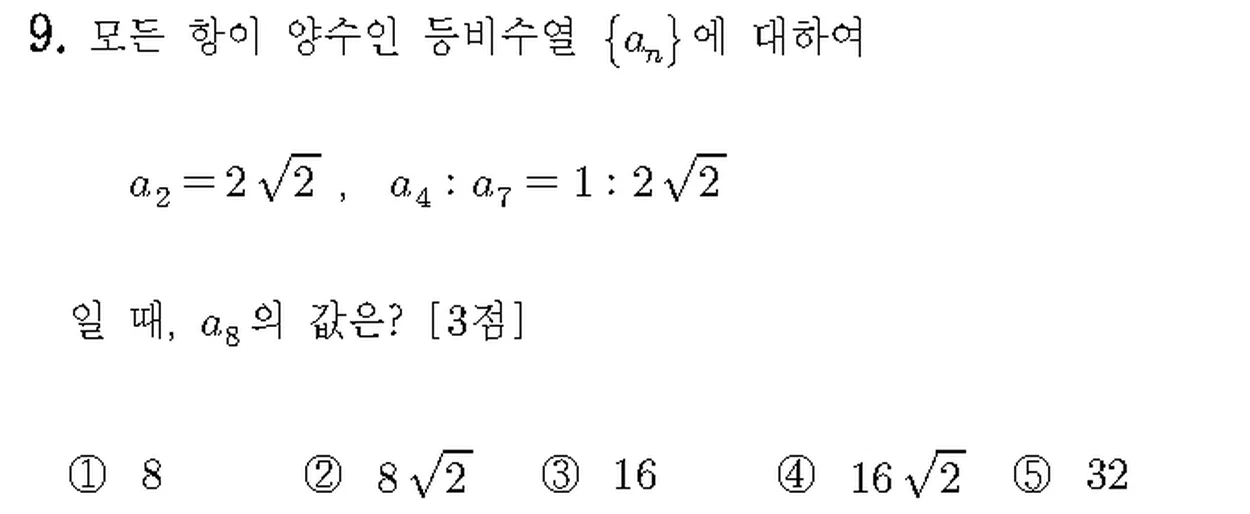 9. 모든 항이 양수인 등비수열 {aₙ}에 대하여
a₂ = 2√2 , a₄ : a₇ = 1 : 2√2
일 때, a₈의 값은? [3점]
① 8 ② 8√2 ③ 16 ④ 16√2 ⑤ 32